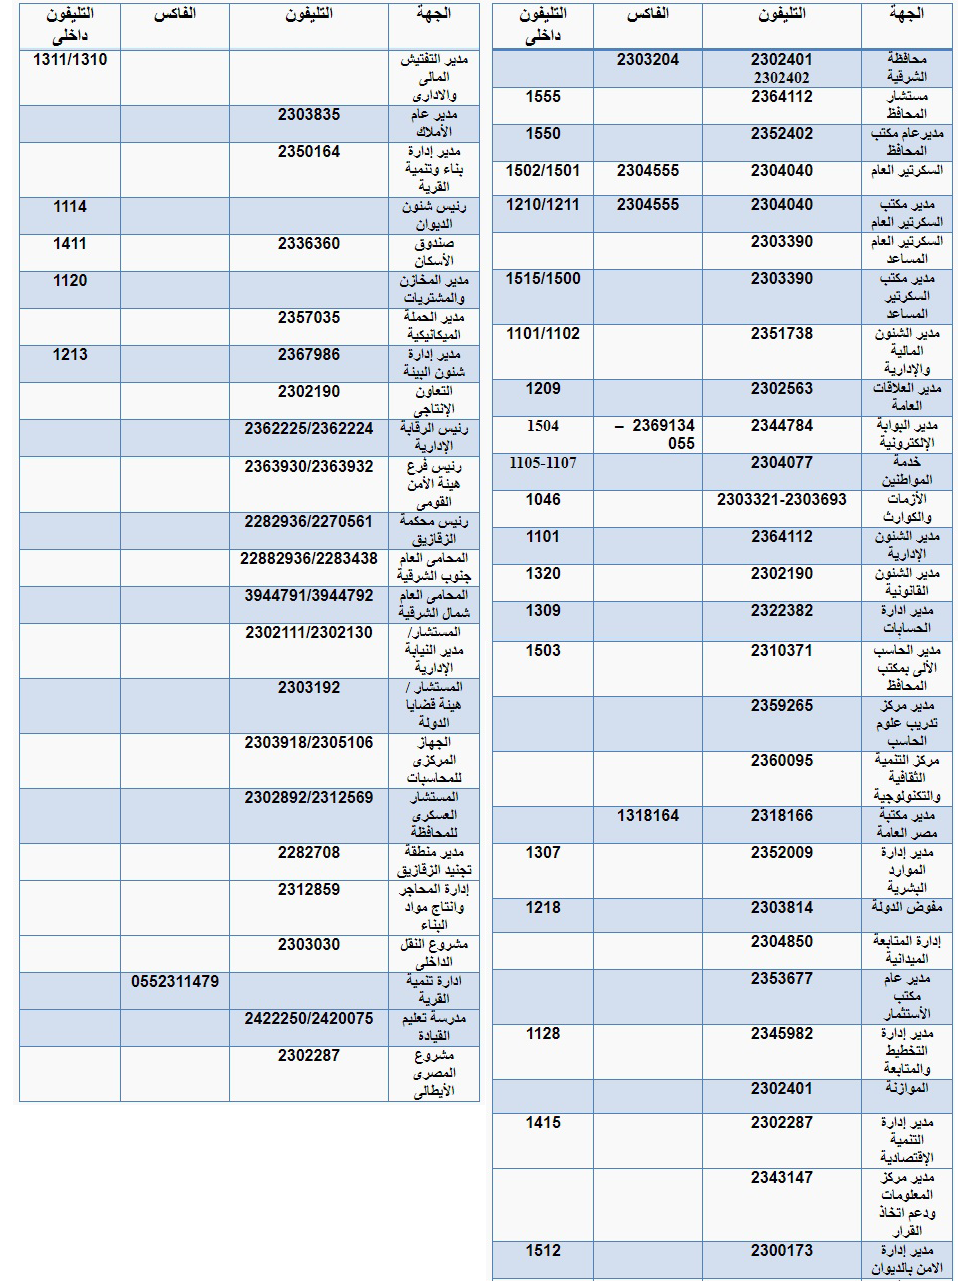 الجهة التليفون الفاكس التليفون
داخلى
محافظة 2302401 2303204
الشرقية 2302402
مستشار 2364112 1555
المحافظ
مديرعام مكتب 2352402 1550
المحافظ
السكرتير العام 2304040 2304555 1502/1501
مدير مكتب 2304040 2304555 1210/1211
السكرتير العام
السكرتير العام 2303390
المساعد
مدير مكتب 2303390 1515/1500
السكرتير
المساعد
مدير الشئون 2351738 1101/1102
المالية
والإدارية
مدير العلاقات 2302563 1209
العامة
مدير البوابة 2344784 2369134 – 1504
الإلكترونية 055
خدمة 2304077 1105-1107
المواطنين
الأزمات 2303321-2303693 1046
والكوارث
مدير الشئون 2364112 1101
الإدارية
مدير الشئون 2302190 1320
القانونية
مدير ادارة 2322382 1309
الحسابات
مدير الحاسب 2310371 1503
الألى بمكتب
المحافظ
مدير مركز 2359265
تدريب علوم
الحاسب
مركز التنمية 2360095
الثقافية
والتكنولوجية
مدير مكتبة 2318166 1318164
مصر العامة
مدير إدارة 2352009 1307
الموارد
البشرية
مفوض الدولة 2303814 1218
إدارة المتابعة 2304850
الميدانية
مدير عام 2353677
مكتب
الأستثمار
مدير إدارة 2345982 1128
التخطيط
والمتابعة
الموازنة 2302401
مدير إدارة 2302287 1415
التنمية
الإقتصادية
مدير مركز 2343147
المعلومات
ودعم اتخاذ
القرار
مدير إدارة 2300173 1512
الامن بالديوان
الجهة التليفون الفاكس التليفون
داخلى
مدير التفتيش 1311/1310
المالى
والادارى
مدير عام 2303835
الأملاك
مدير إدارة 2350164
بناء وتنمية
القرية
رئيس شئون 1114
الديوان
صندوق 2336360 1411
الأسكان
مدير المخازن 1120
والمشتريات
مدير الحملة 2357035
الميكانيكية
مدير إدارة 2367986 1213
شئون البيئة
التعاون 2302190
الإنتاجى
رئيس الرقابة 2362225/2362224
الإدارية
رئيس فرع 2363930/2363932
هيئة الأمن
القومى
رئيس محكمة 2282936/2270561
الزقازيق
المحامى العام 22882936/2283438
جنوب الشرقية
المحامى العام 3944791/3944792
شمال الشرقية
المستشار/ 2302111/2302130
مدير النيابة
الإدارية
المستشار / 2303192
هيئة قضايا
الدولة
الجهاز 2303918/2305106
المركزى
للمحاسبات
المستشار 2302892/2312569
العسكرى
للمحافظة
مدير منطقة 2282708
تجنيد الزقازيق
إدارة المحاجر 2312859
وانتاج مواد
البناء
مشروع النقل 2303030
الداخلى
ادارة تنمية 0552311479
القرية
مدرسة تعليم 2422250/2420075
القيادة
مشروع 2302287
المصرى
الأيطالى